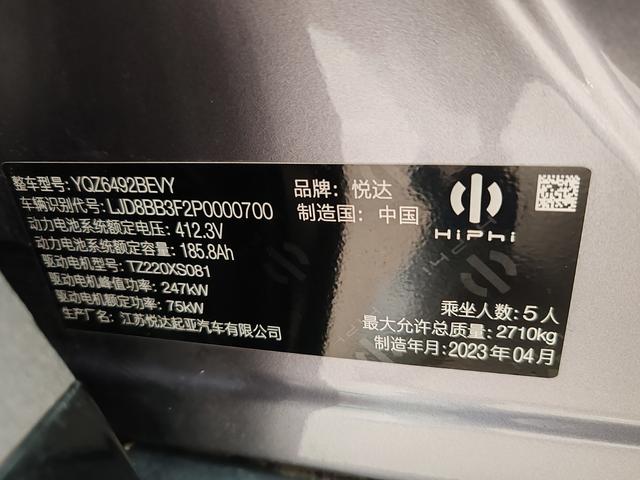 整车型号: YQZ6492BEVY
品牌: 悦达
车辆识别代号: LJD8BB3F2P0000700
制造国: 中国
HiPhi
动力电池系统额定电压: 412.3V
动力电池系统额定容量: 185.8Ah
驱动电机型号: TZ220XS081
驱动电机峰值功率: 247kW
驱动电机额定功率: 75kW
生产厂名: 江苏悦达起亚汽车有限公司
乘坐人数: 5人
最大允许总质量: 2710kg
制造年月: 2023年04月